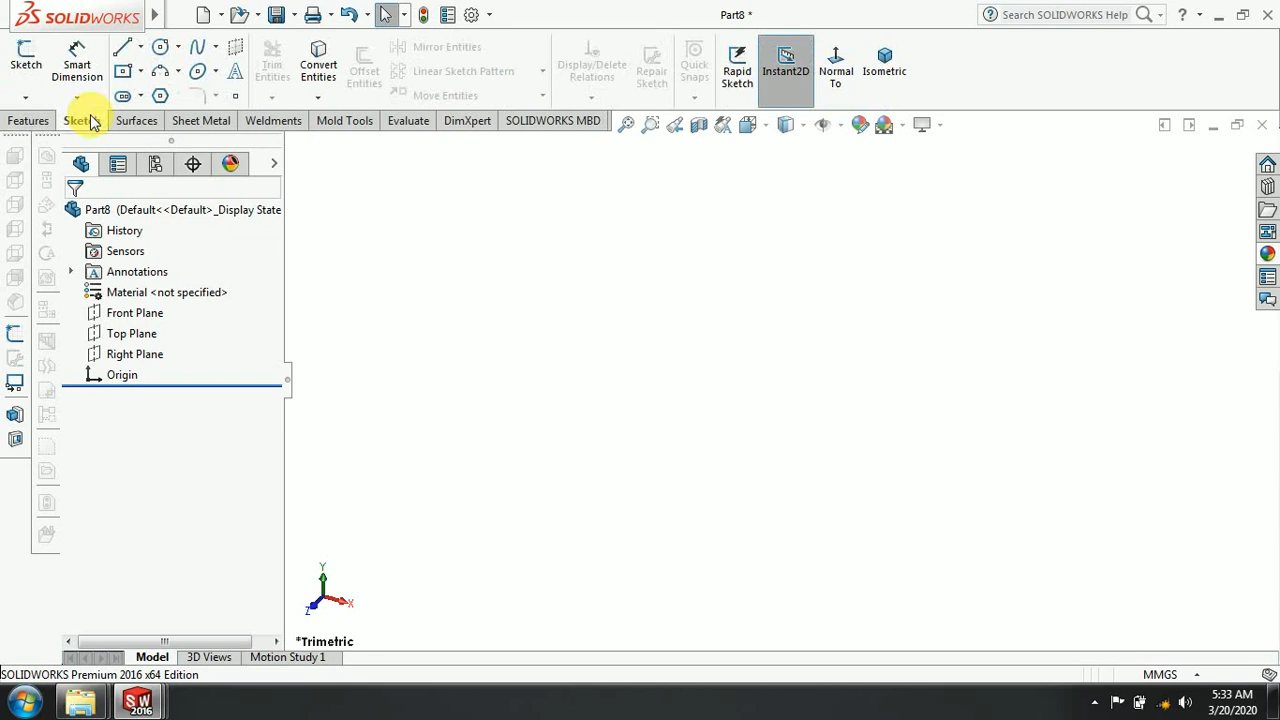 SOLIDWORKS
Part8 *
Search SOLIDWORKS Help
Sketch
Smart Dimension
Trim Entities
Convert Entities
Offset Entities
Mirror Entities
Linear Sketch Pattern
Move Entities
Display/Delete Relations
Repair Sketch
Quick Snaps
Rapid Sketch
Instant2D
Normal To
Isometric
Features
Surfaces
Sheet Metal
Weldments
Mold Tools
Evaluate
DimXpert
SOLIDWORKS MBD
Part8 (Default<<Default>_Display State
History
Sensors
Annotations
Material <not specified>
Front Plane
Top Plane
Right Plane
Origin
Y
X
Z
*Trimetric
Model
3D Views
Motion Study 1
SOLIDWORKS Premium 2016 x64 Edition
MMGS
SW
2016
5:33 AM
3/20/2020